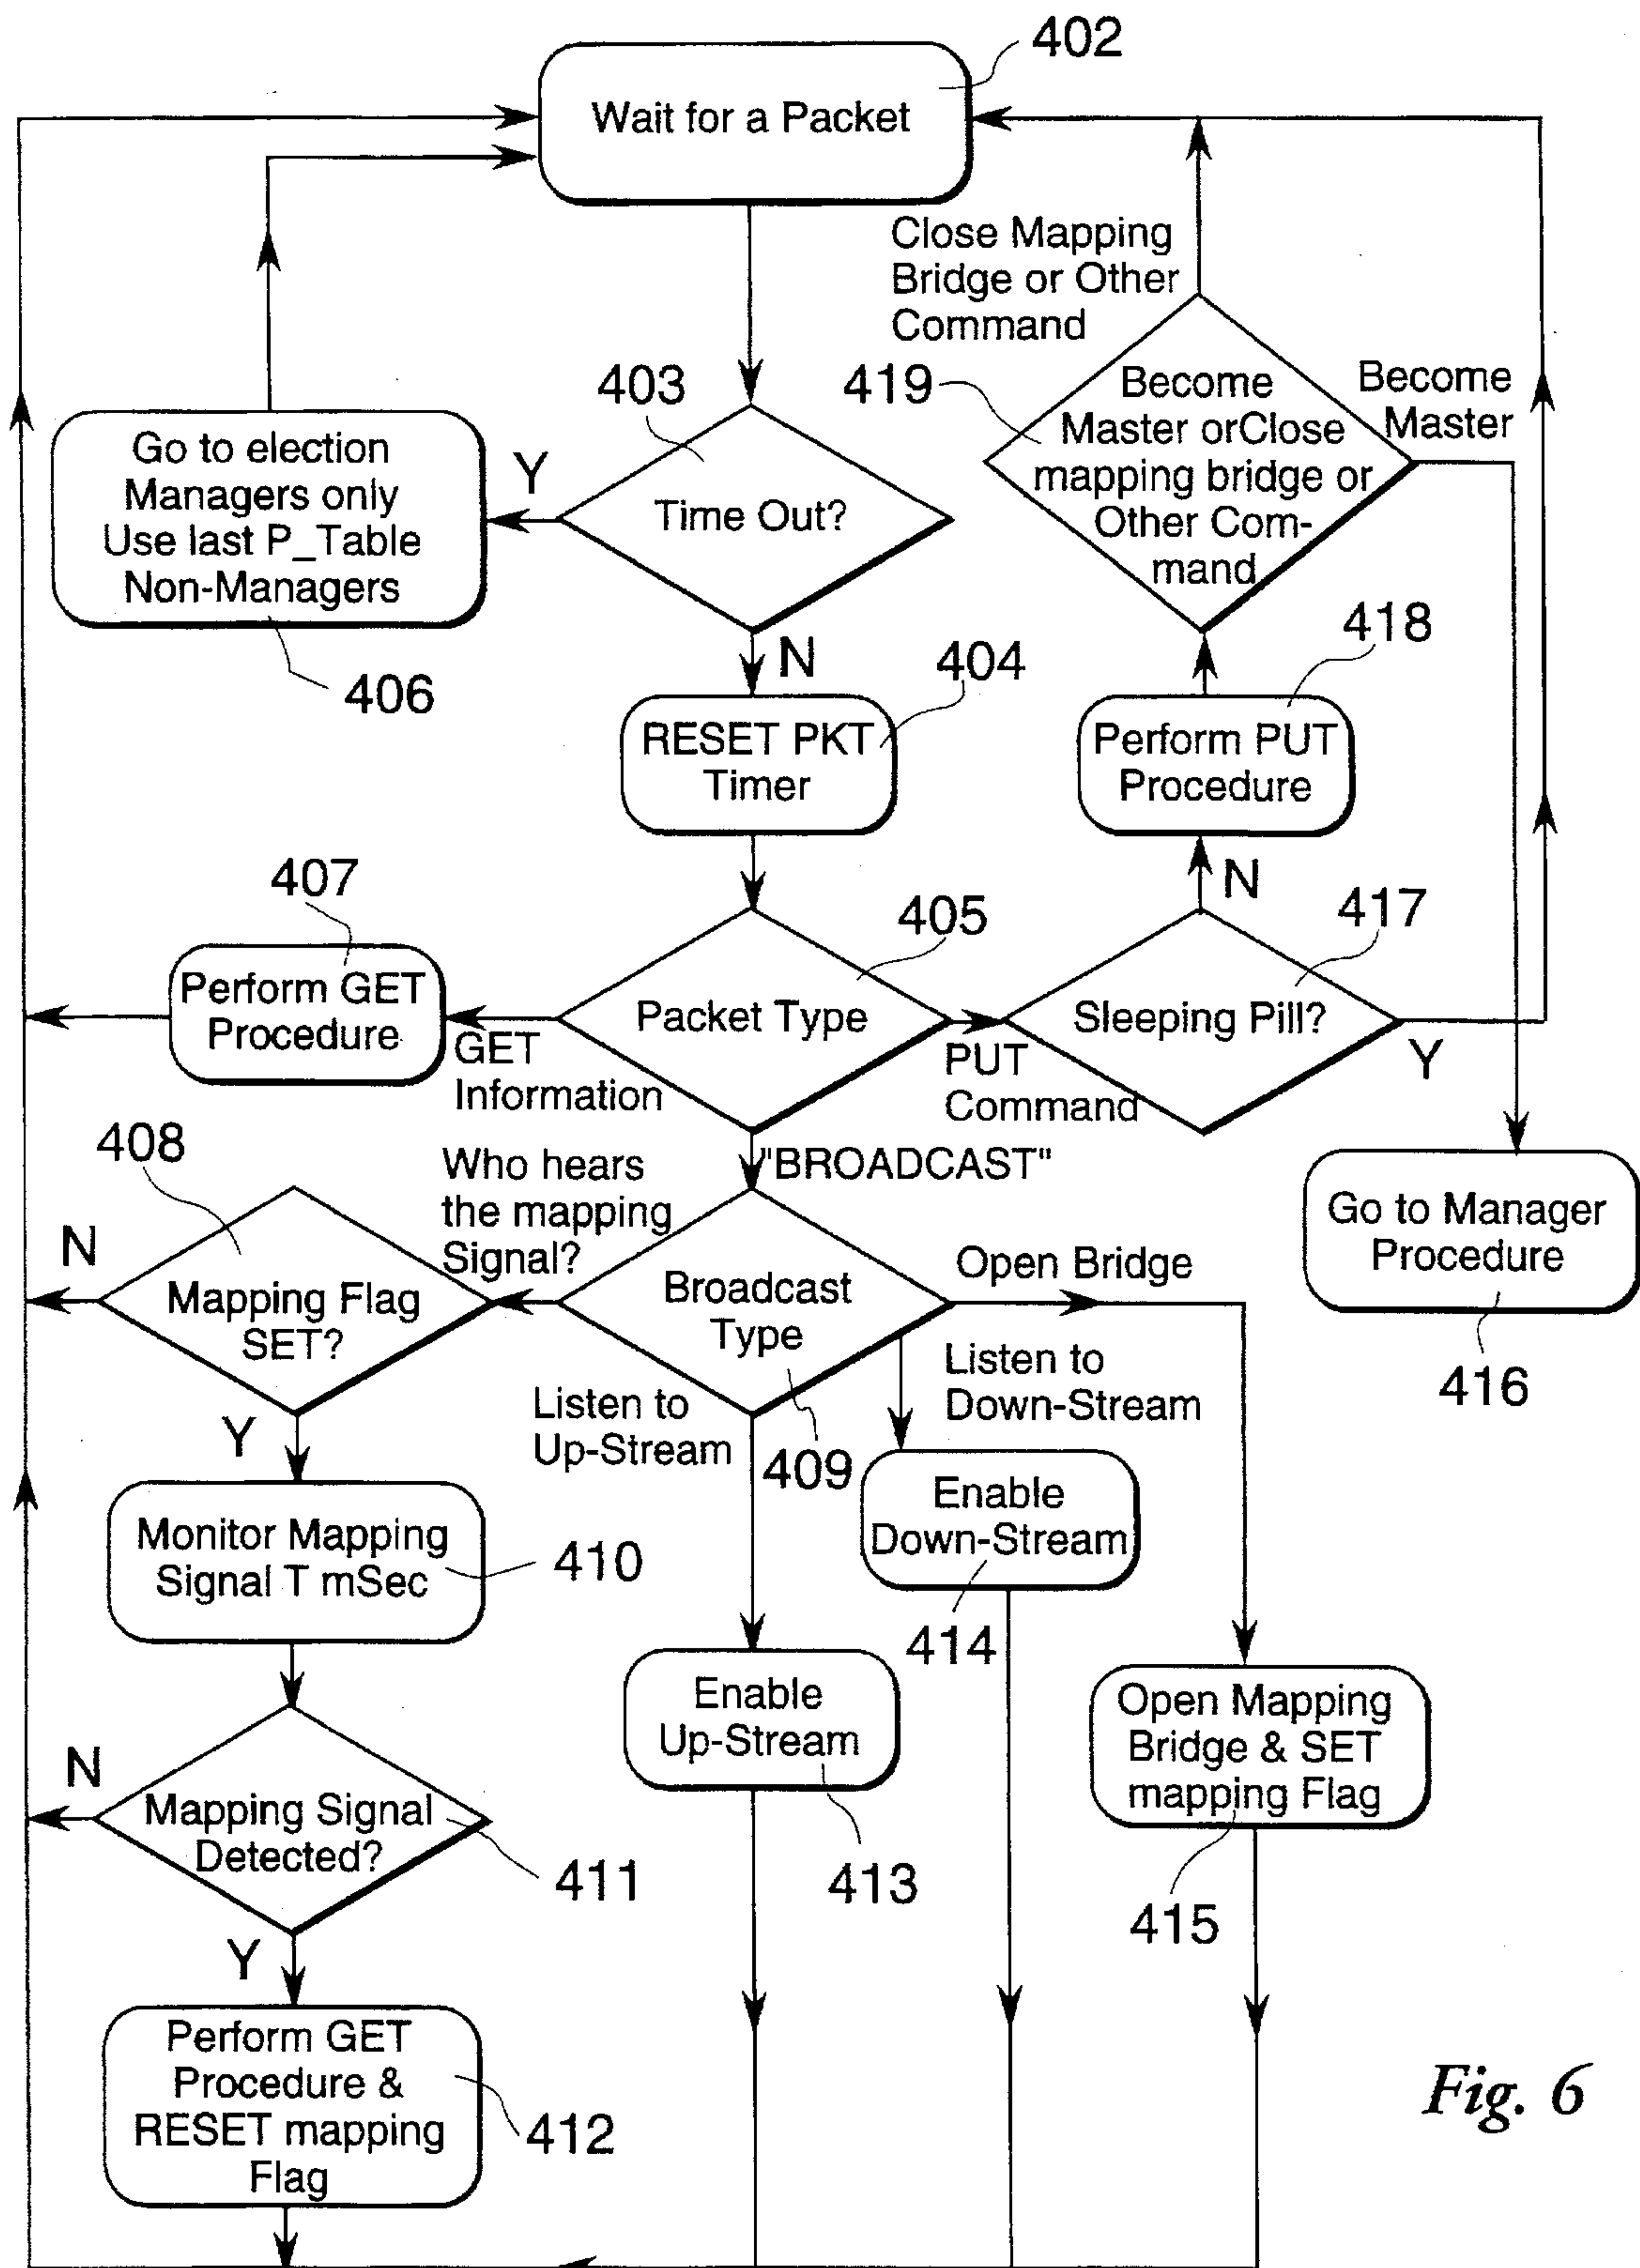 402
Wait for a Packet
Close Mapping
Bridge or Other
Command
403
419
Become
Master orClose
mapping bridge or
Other Com-
mand
Become
Master
Go to election
Managers only
Use last P_Table
Non-Managers
Y
Time Out?
406
N
404
418
RESET PKT
Timer
Perform PUT
Procedure
407
405
N
417
Perform GET
Procedure
GET
Information
Packet Type
PUT
Command
Sleeping Pill?
Y
408
Who hears
the mapping
Signal?
"BROADCAST"
N
Mapping Flag
SET?
Broadcast
Type
Open Bridge
Go to Manager
Procedure
416
Y
Listen to
Up-Stream
409
Listen to
Down-Stream
Monitor Mapping
Signal T mSec
410
Enable
Down-Stream
414
Enable
Up-Stream
413
Open Mapping
Bridge & SET
mapping Flag
415
N
Mapping Signal
Detected?
411
Y
Perform GET
Procedure &
RESET mapping
Flag
412
Fig. 6